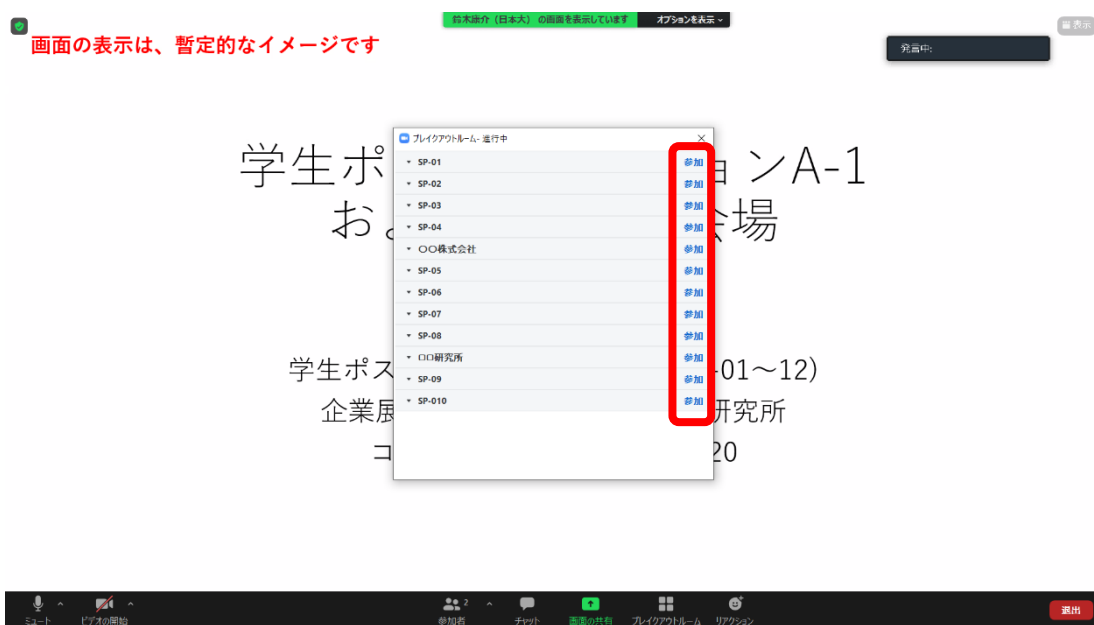 鈴木康介（日本大）の画面を表示しています オプションを表示
表示
画面の表示は、暫定的なイメージです
発言中:
ブレイクアウトルーム- 進行中
学生ポ ョンA-1
お 会場
SP-01 参加
SP-02 参加
SP-03 参加
SP-04 参加
〇〇株式会社 参加
SP-05 参加
SP-06 参加
SP-07 参加
SP-08 参加
〇〇研究所 参加
SP-09 参加
SP-010 参加
学生ポス -01～12)
企業展 研究所
コ 20
ミュート ビデオの開始 参加者 2 チャット 画面の共有 ブレイクアウトルーム リアクション 退出